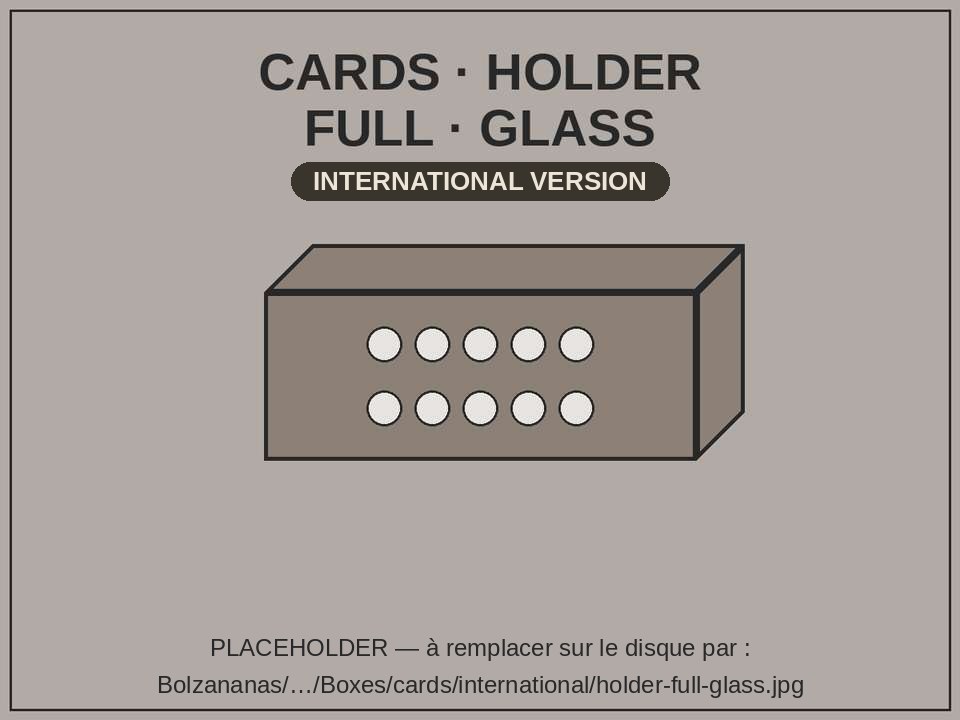 CARDS · HOLDER
FULL · GLASS
INTERNATIONAL VERSION
PLACEHOLDER — à remplacer sur le disque par :
Bolzananas/…/Boxes/cards/international/holder-full-glass.jpg